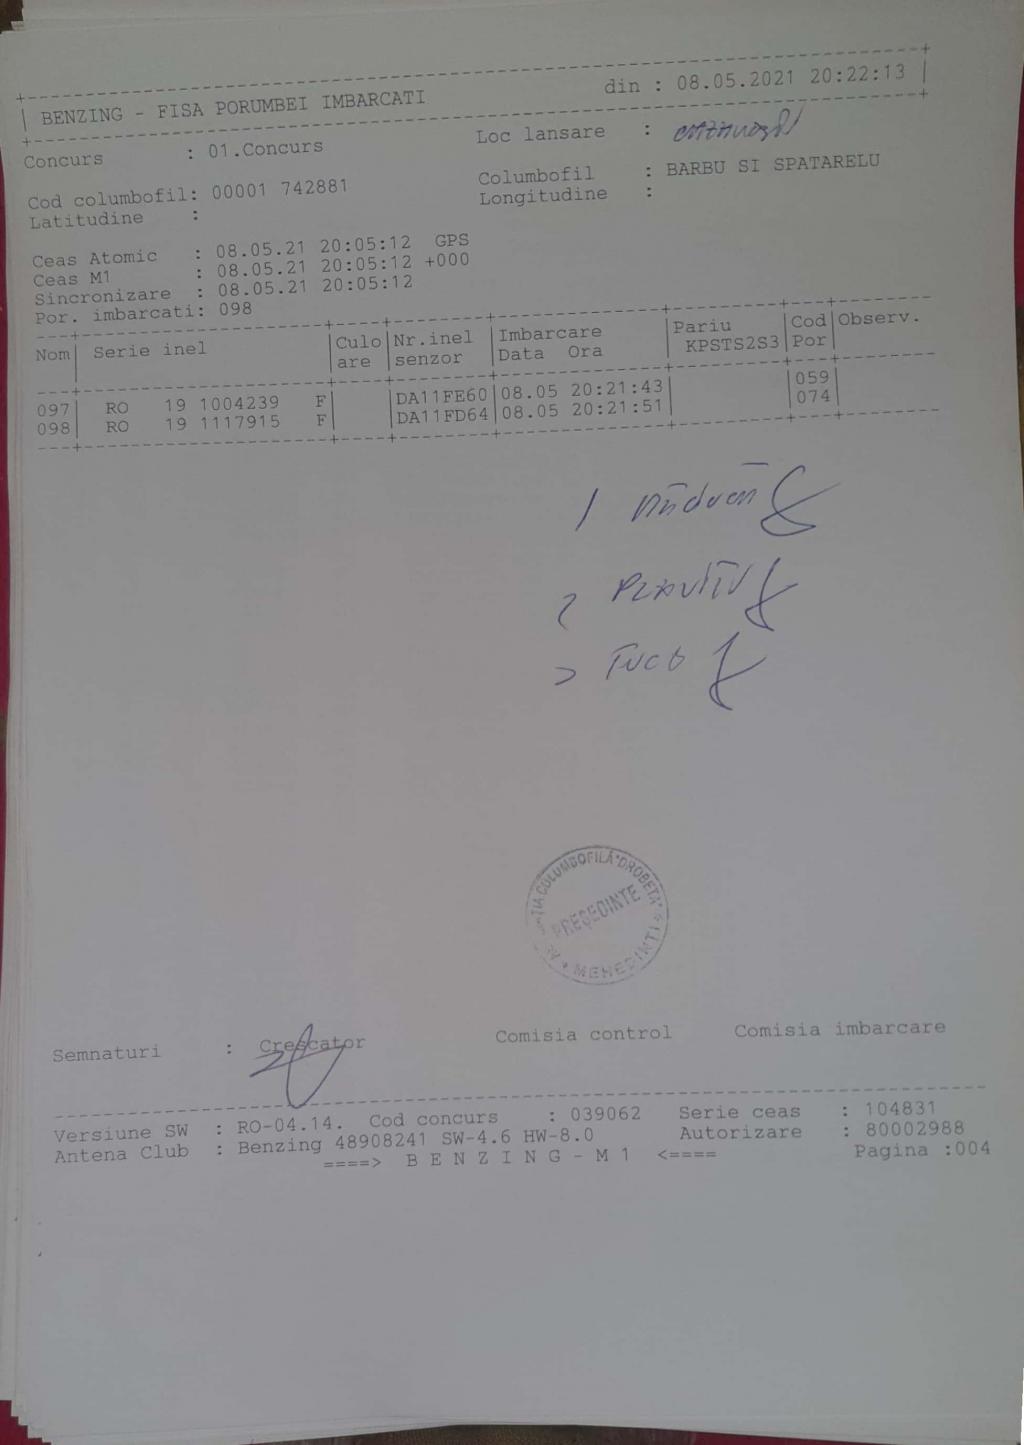 BENZING - FISA PORUMBEI IMBARCATI din : 08.05.2021 20:22:13
Concurs : 01.Concurs Loc lansare :
Cod columbofil: 00001 742881 Columbofil : BARBU SI SPATARELU
Latitudine : Longitudine :
Ceas Atomic : 08.05.21 20:05:12 GPS
Ceas M1 : 08.05.21 20:05:12 +000
Sincronizare : 08.05.21 20:05:12
Por. imbarcati: 098
Nom| Serie inel |Culo|Nr.inel |Imbarcare |Pariu |Cod|Observ.
| |are |senzor |Data Ora | KPSTS2S3|Por|
097| RO 19 1004239 F| |DA11FE60|08.05 20:21:43| |059|
098| RO 19 1117915 F| |DA11FD64|08.05 20:21:51| |074|
1
2
COLUMBOFILĂ "DROBETA"
PREŞEDINTE
MEHEDINTI
Semnaturi : Crescator Comisia control Comisia imbarcare
Versiune SW : RO-04.14. Cod concurs : 039062 Serie ceas : 104831
Antena Club : Benzing 48908241 SW-4.6 HW-8.0 Autorizare : 80002988
====> B E N Z I N G - M 1 <==== Pagina :004